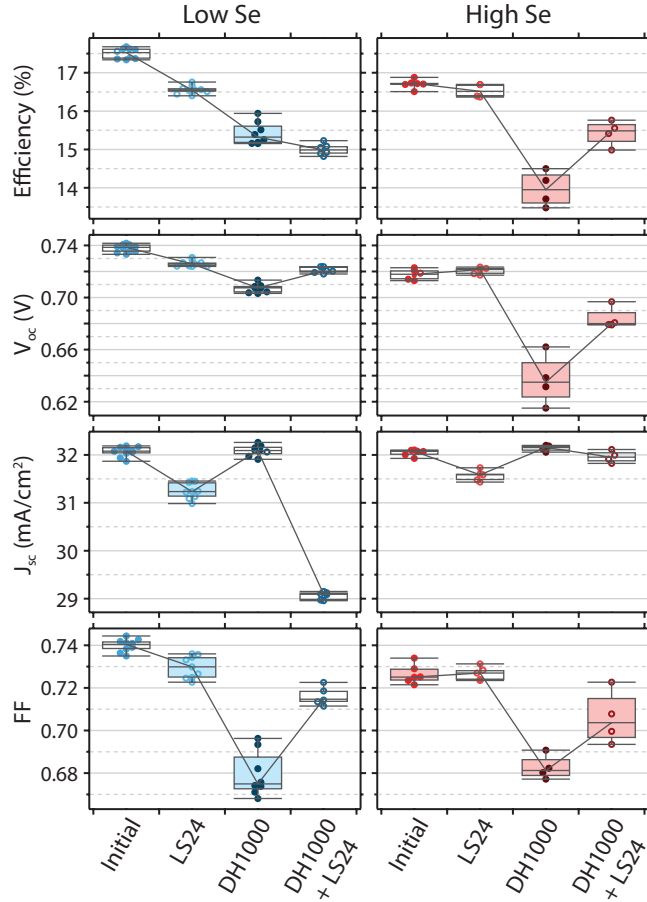 Low Se
High Se
Efficiency (%)
17
16
15
14
V_oc (V)
0.74
0.70
0.66
0.62
J_sc (mA/cm²)
32
31
30
29
FF
0.74
0.72
0.70
0.68
Initial
LS24
DH1000
DH1000
+ LS24
Initial
LS24
DH1000
DH1000
+ LS24